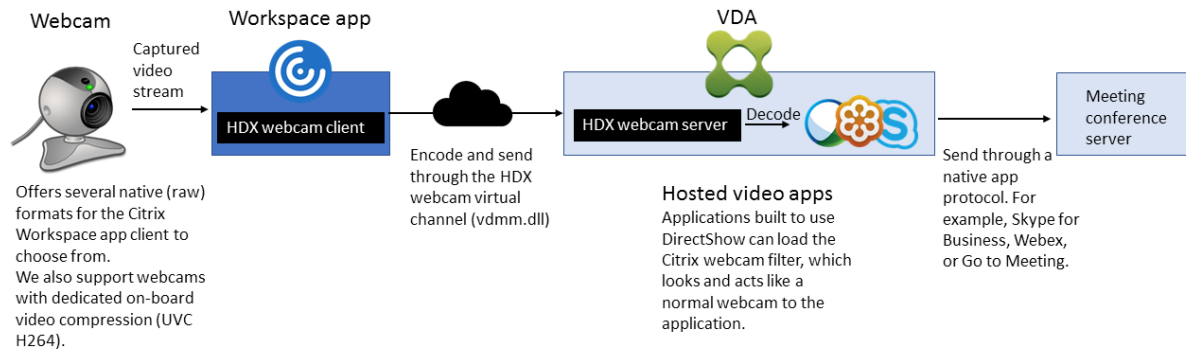 Webcam
Workspace app
VDA
Captured
video
stream
HDX webcam client
HDX webcam server
Decode
S
Meeting
conference
server
Offers several native (raw)
formats for the Citrix
Workspace app client to
choose from.
We also support webcams
with dedicated on-board
video compression (UVC
H264).
Encode and send
through the HDX
webcam virtual
channel (vdmm.dll)
Hosted video apps
Applications built to use
DirectShow can load the
Citrix webcam filter, which
looks and acts like a
normal webcam to the
application.
Send through a
native app
protocol. For
example, Skype for
Business, Webex,
or Go to Meeting.